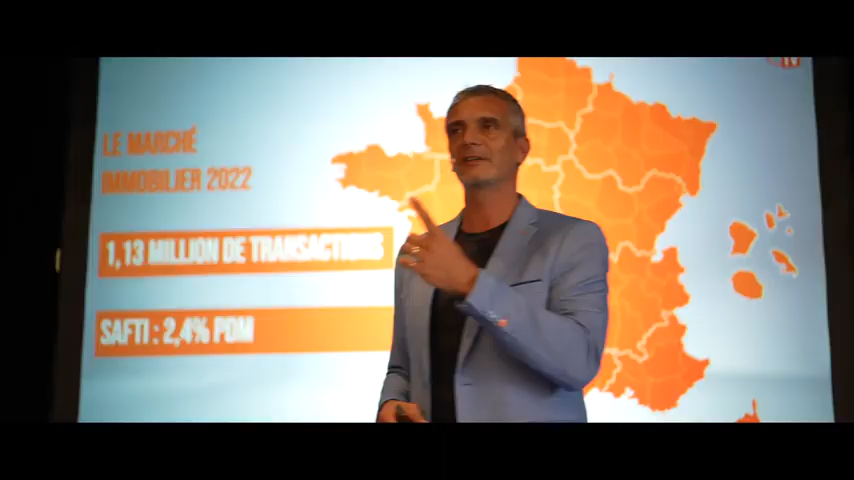 LE MARCHÉ
IMMOBILIER 2022
1,13 MILLION DE TRANSACTIONS
SAFTI : 2,4% PDM